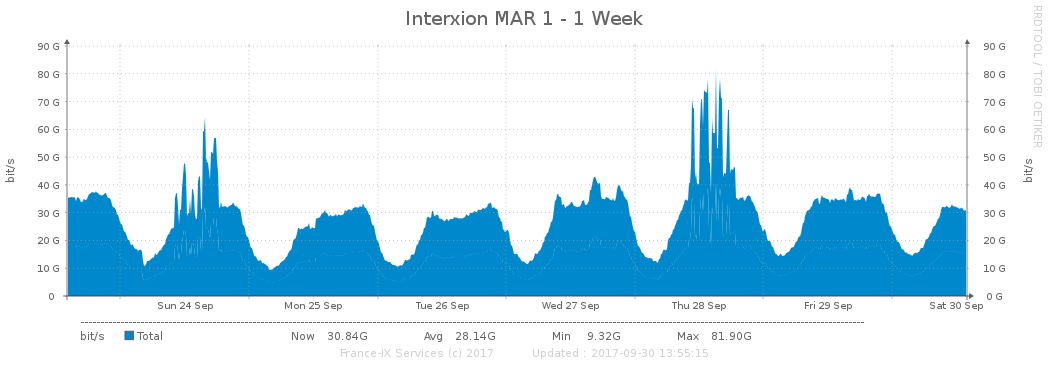 Interxion MAR 1 - 1 Week
RRDTOOL / TOBI OETIKER
90 G 90 G
80 G 80 G
70 G 70 G
60 G 60 G
50 G 50 G
40 G 40 G
30 G 30 G
20 G 20 G
10 G 10 G
0 0 G
bit/s bit/s
Sun 24 Sep Mon 25 Sep Tue 26 Sep Wed 27 Sep Thu 28 Sep Fri 29 Sep Sat 30 Sep
bit/s Total Now 30.84G Avg 28.14G Min 9.32G Max 81.90G
France-IX Services (c) 2017 Updated : 2017-09-30 13:55:15